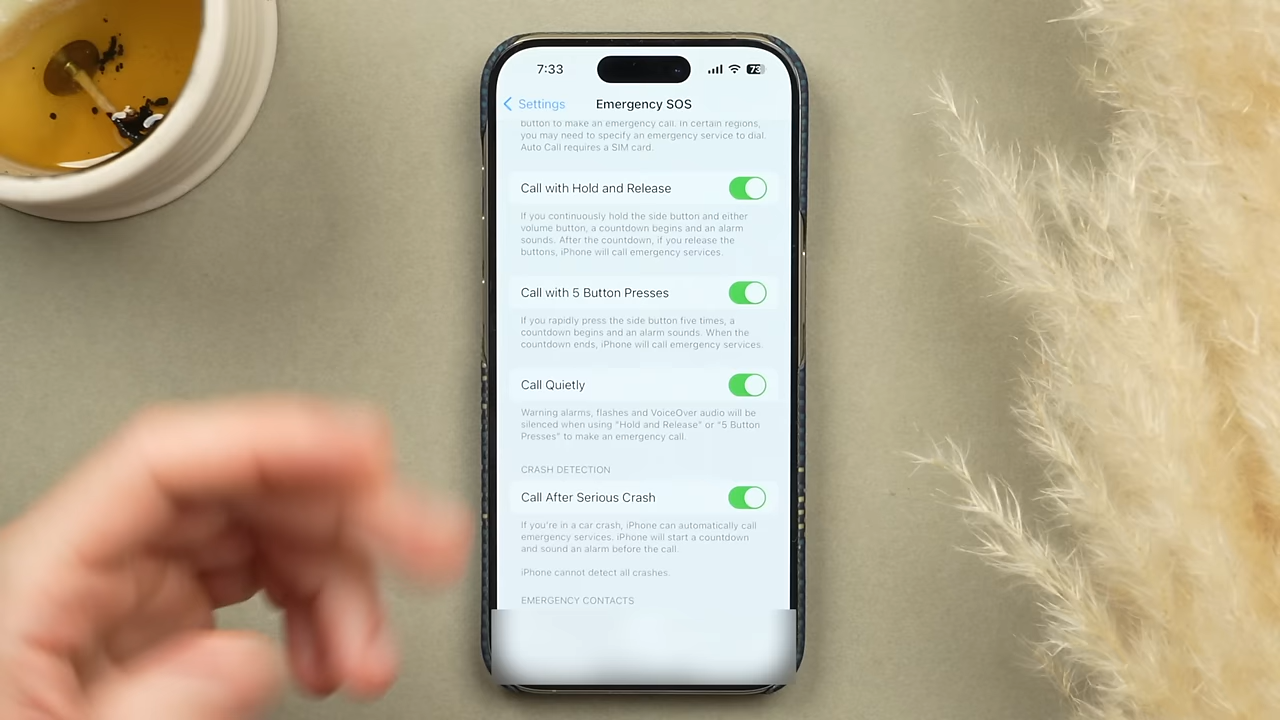 7:33
73
Settings
Emergency SOS
button to make an emergency call. In certain regions,
you may need to specify an emergency service to dial.
Auto Call requires a SIM card.
Call with Hold and Release
If you continuously hold the side button and either
volume button, a countdown begins and an alarm
sounds. After the countdown, if you release the
buttons, iPhone will call emergency services.
Call with 5 Button Presses
If you rapidly press the side button five times, a
countdown begins and an alarm sounds. When the
countdown ends, iPhone will call emergency services.
Call Quietly
Warning alarms, flashes and VoiceOver audio will be
silenced when using "Hold and Release" or "5 Button
Presses" to make an emergency call.
CRASH DETECTION
Call After Serious Crash
If you're in a car crash, iPhone can automatically call
emergency services. iPhone will start a countdown
and sound an alarm before the call.
iPhone cannot detect all crashes.
EMERGENCY CONTACTS